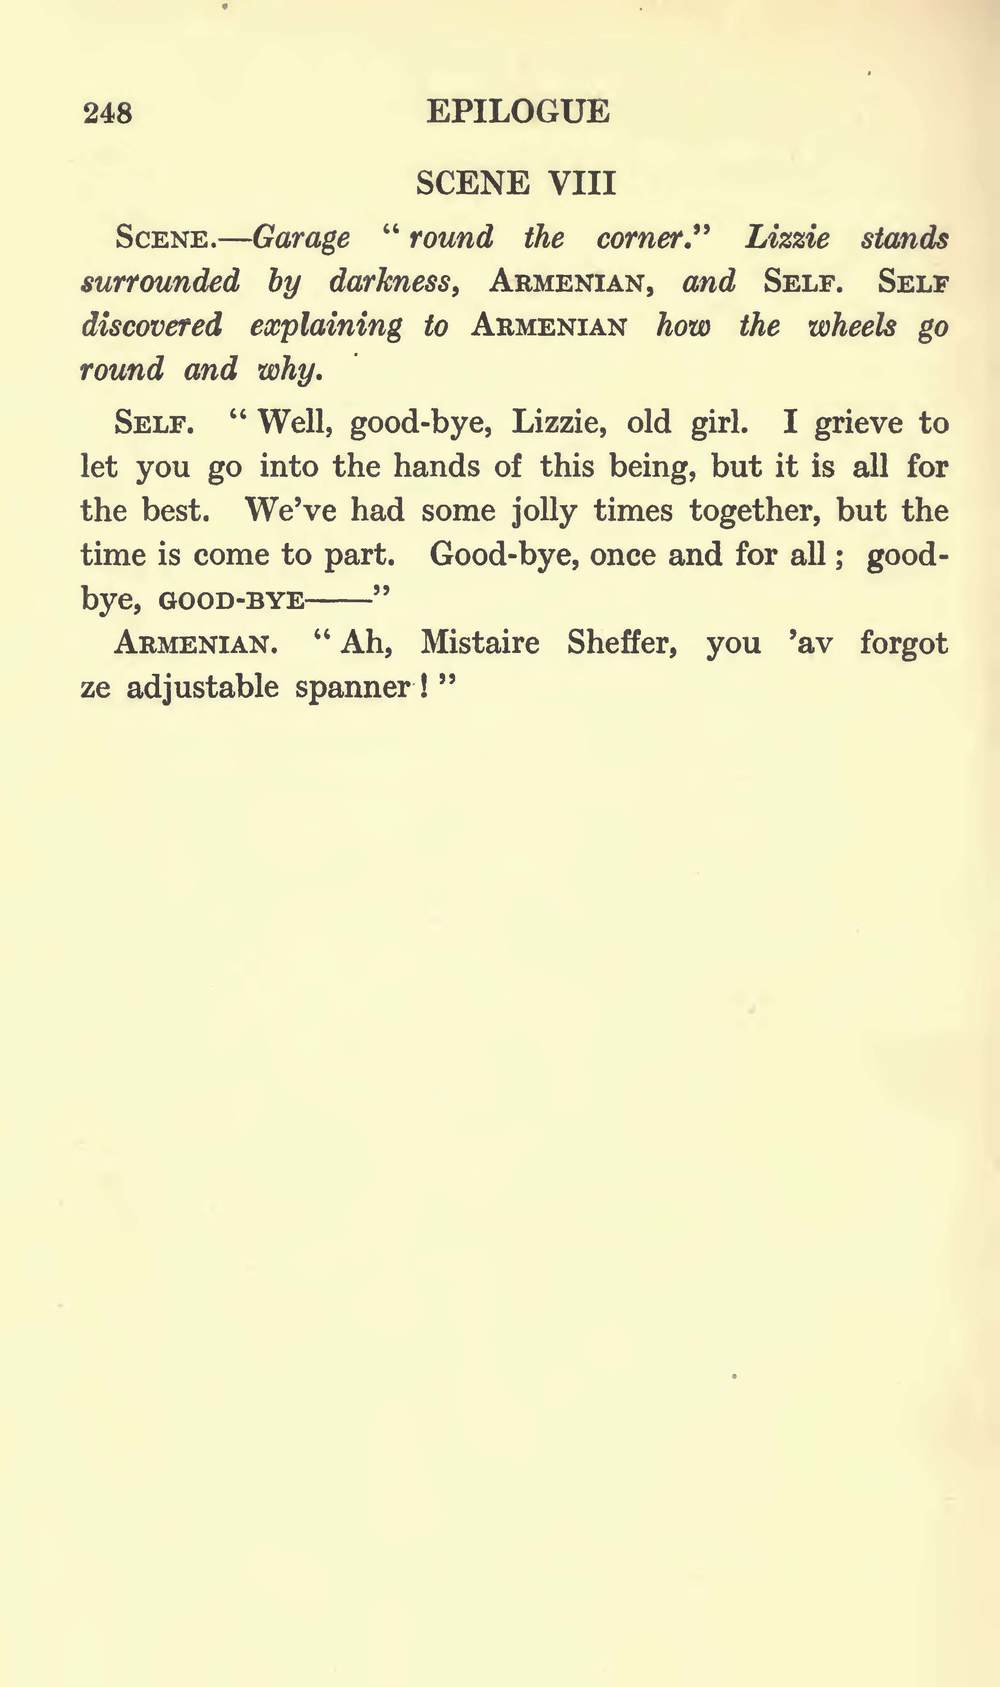 248 EPILOGUE
SCENE VIII
SCENE.—Garage “ round the corner.” Lizzie stands
surrounded by darkness, ARMENIAN, and SELF. SELF
discovered explaining to ARMENIAN how the wheels go
round and why.
SELF. “ Well, good-bye, Lizzie, old girl. I grieve to
let you go into the hands of this being, but it is all for
the best. We’ve had some jolly times together, but the
time is come to part. Good-bye, once and for all ; good-
bye, GOOD-BYE——”
ARMENIAN. “ Ah, Mistaire Sheffer, you ’av forgot
ze adjustable spanner ! ”